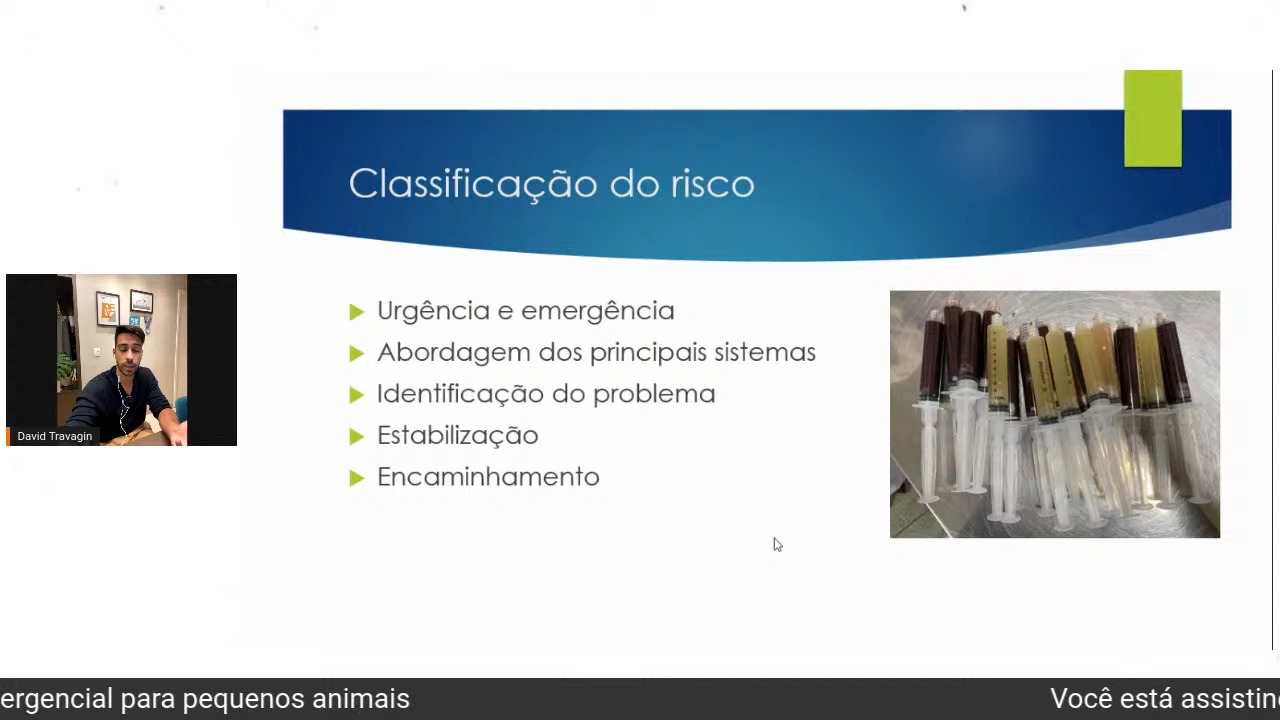 Classificação do risco
Urgência e emergência
Abordagem dos principais sistemas
Identificação do problema
Estabilização
Encaminhamento
David Travagin
ergencial para pequenos animais
Você está assistin